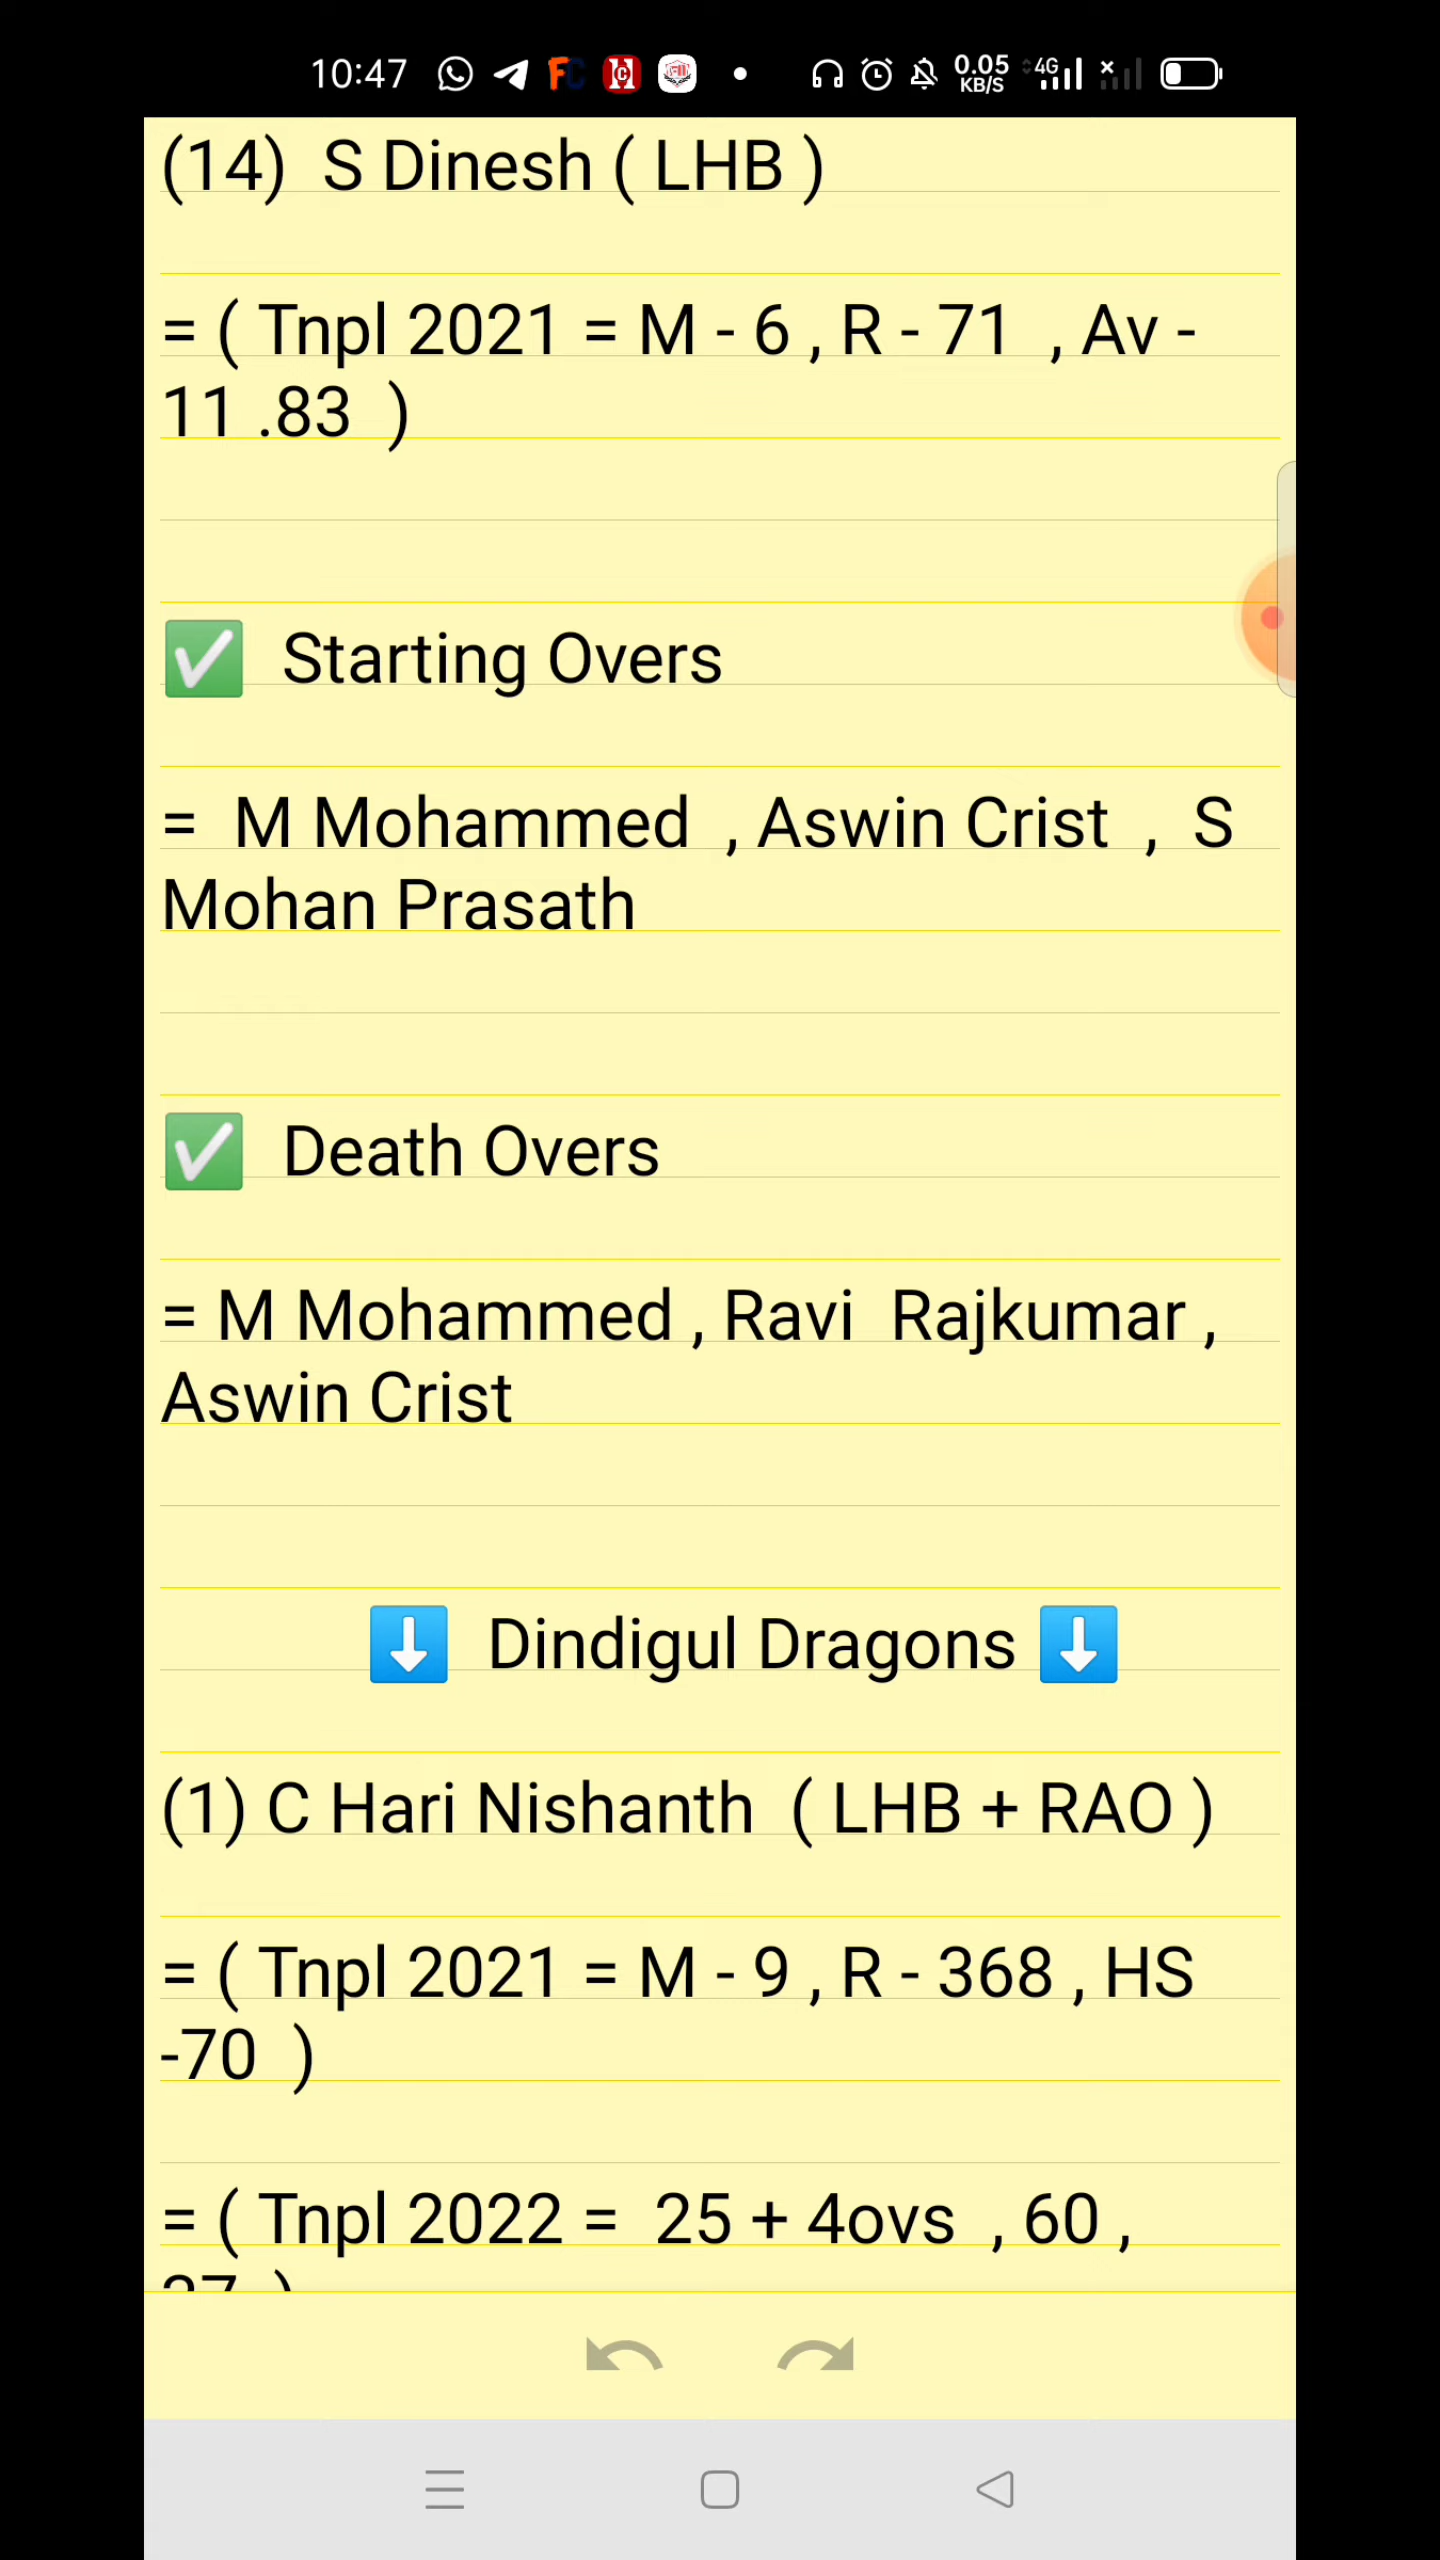 10:47 0.05 KB/S 4G
(14) S Dinesh ( LHB )
= ( Tnpl 2021 = M - 6 , R - 71 , Av -
11 .83 )
✅ Starting Overs
= M Mohammed , Aswin Crist , S
Mohan Prasath
✅ Death Overs
= M Mohammed , Ravi Rajkumar ,
Aswin Crist
⬇️ Dindigul Dragons ⬇️
(1) C Hari Nishanth ( LHB + RAO )
= ( Tnpl 2021 = M - 9 , R - 368 , HS
-70 )
= ( Tnpl 2022 = 25 + 4ovs , 60 ,